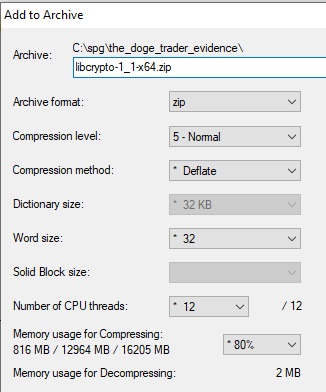 Add to Archive
C:\spg\the_doge_trader_evidence\
Archive: libcrypto-1_1-x64.zip
Archive format: zip
Compression level: 5 - Normal
Compression method: * Deflate
Dictionary size: * 32 KB
Word size: * 32
Solid Block size:
Number of CPU threads: * 12 / 12
Memory usage for Compressing:
816 MB / 12964 MB / 16205 MB * 80%
Memory usage for Decompressing: 2 MB